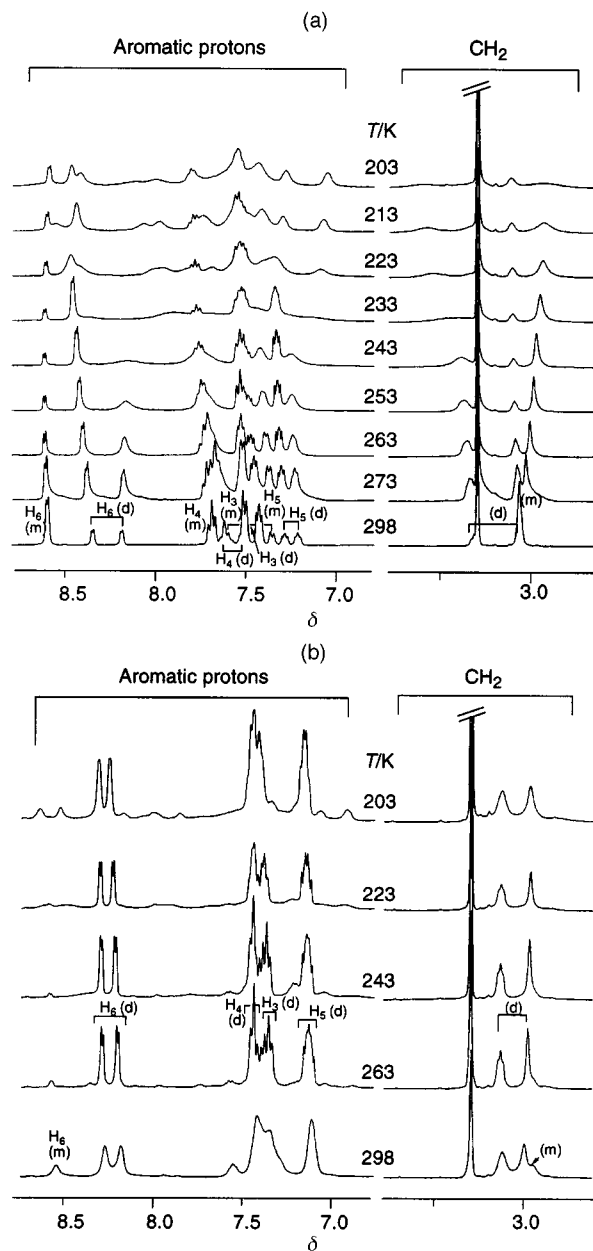 (a)
Aromatic protons
CH2
T/K
203
213
223
233
243
253
263
273
298
H6 (m)
H6 (d)
H4 (m)
H3 (m)
H5 (m)
H5 (d)
H4 (d)
H3 (d)
(d)
(m)
8.5 8.0 7.5 7.0 3.0
δ
(b)
Aromatic protons
CH2
T/K
203
223
243
263
298
H6 (d)
H4 (d)
H3 (d)
H5 (d)
(d)
H6 (m)
(m)
8.5 8.0 7.5 7.0 3.0
δ